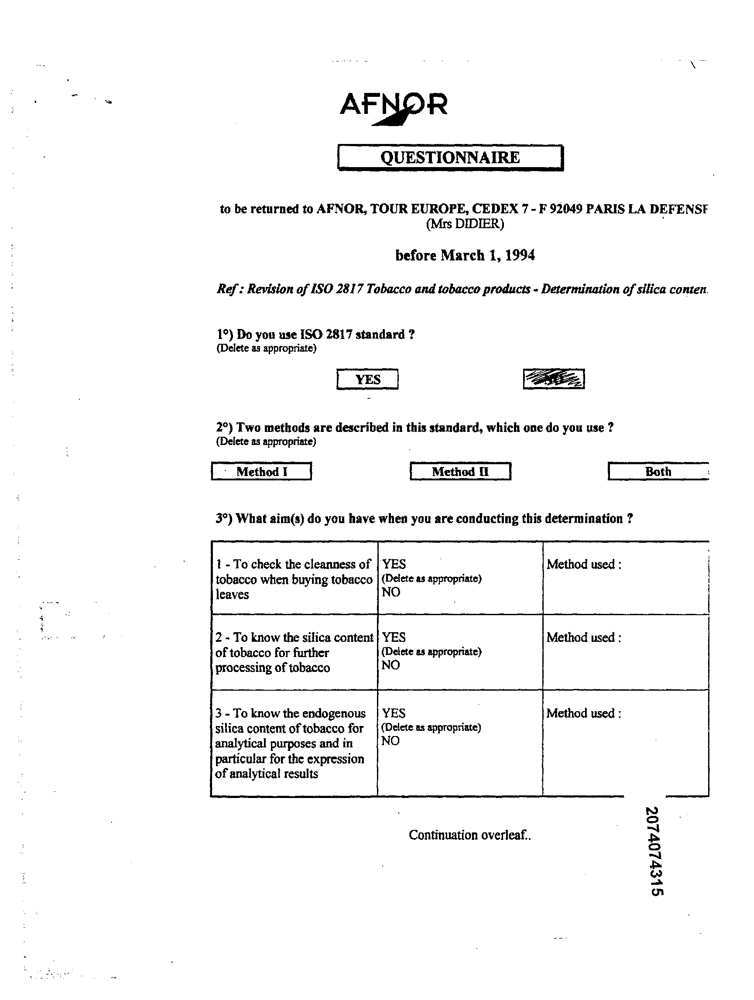 AFNOR
QUESTIONNAIRE
to be returned to AFNOR, TOUR EUROPE, CEDEX 7 - F 92049 PARIS LA DEFENSE
(Mrs DIDIER)
before March 1, 1994
Ref : Revision of ISO 2817 Tobacco and tobacco products - Determination of silica conten
1°) Do you use ISO 2817 standard ?
(Delete as appropriate)
YES
2°) Two methods are described in this standard, which one do you use ?
(Delete as appropriate)
Method I Method II Both
3°) What aim(s) do you have when you are conducting this determination ?
1 - To check the cleanness of
tobacco when buying tobacco
leaves
YES
(Delete as appropriate)
NO
Method used :
2 - To know the silica content
of tobacco for further
processing of tobacco
YES
(Delete as appropriate)
NO
Method used :
3 - To know the endogenous
silica content of tobacco for
analytical purposes and in
particular for the expression
of analytical results
YES
(Delete as appropriate)
NO
Method used :
Continuation overleaf..
2074074315